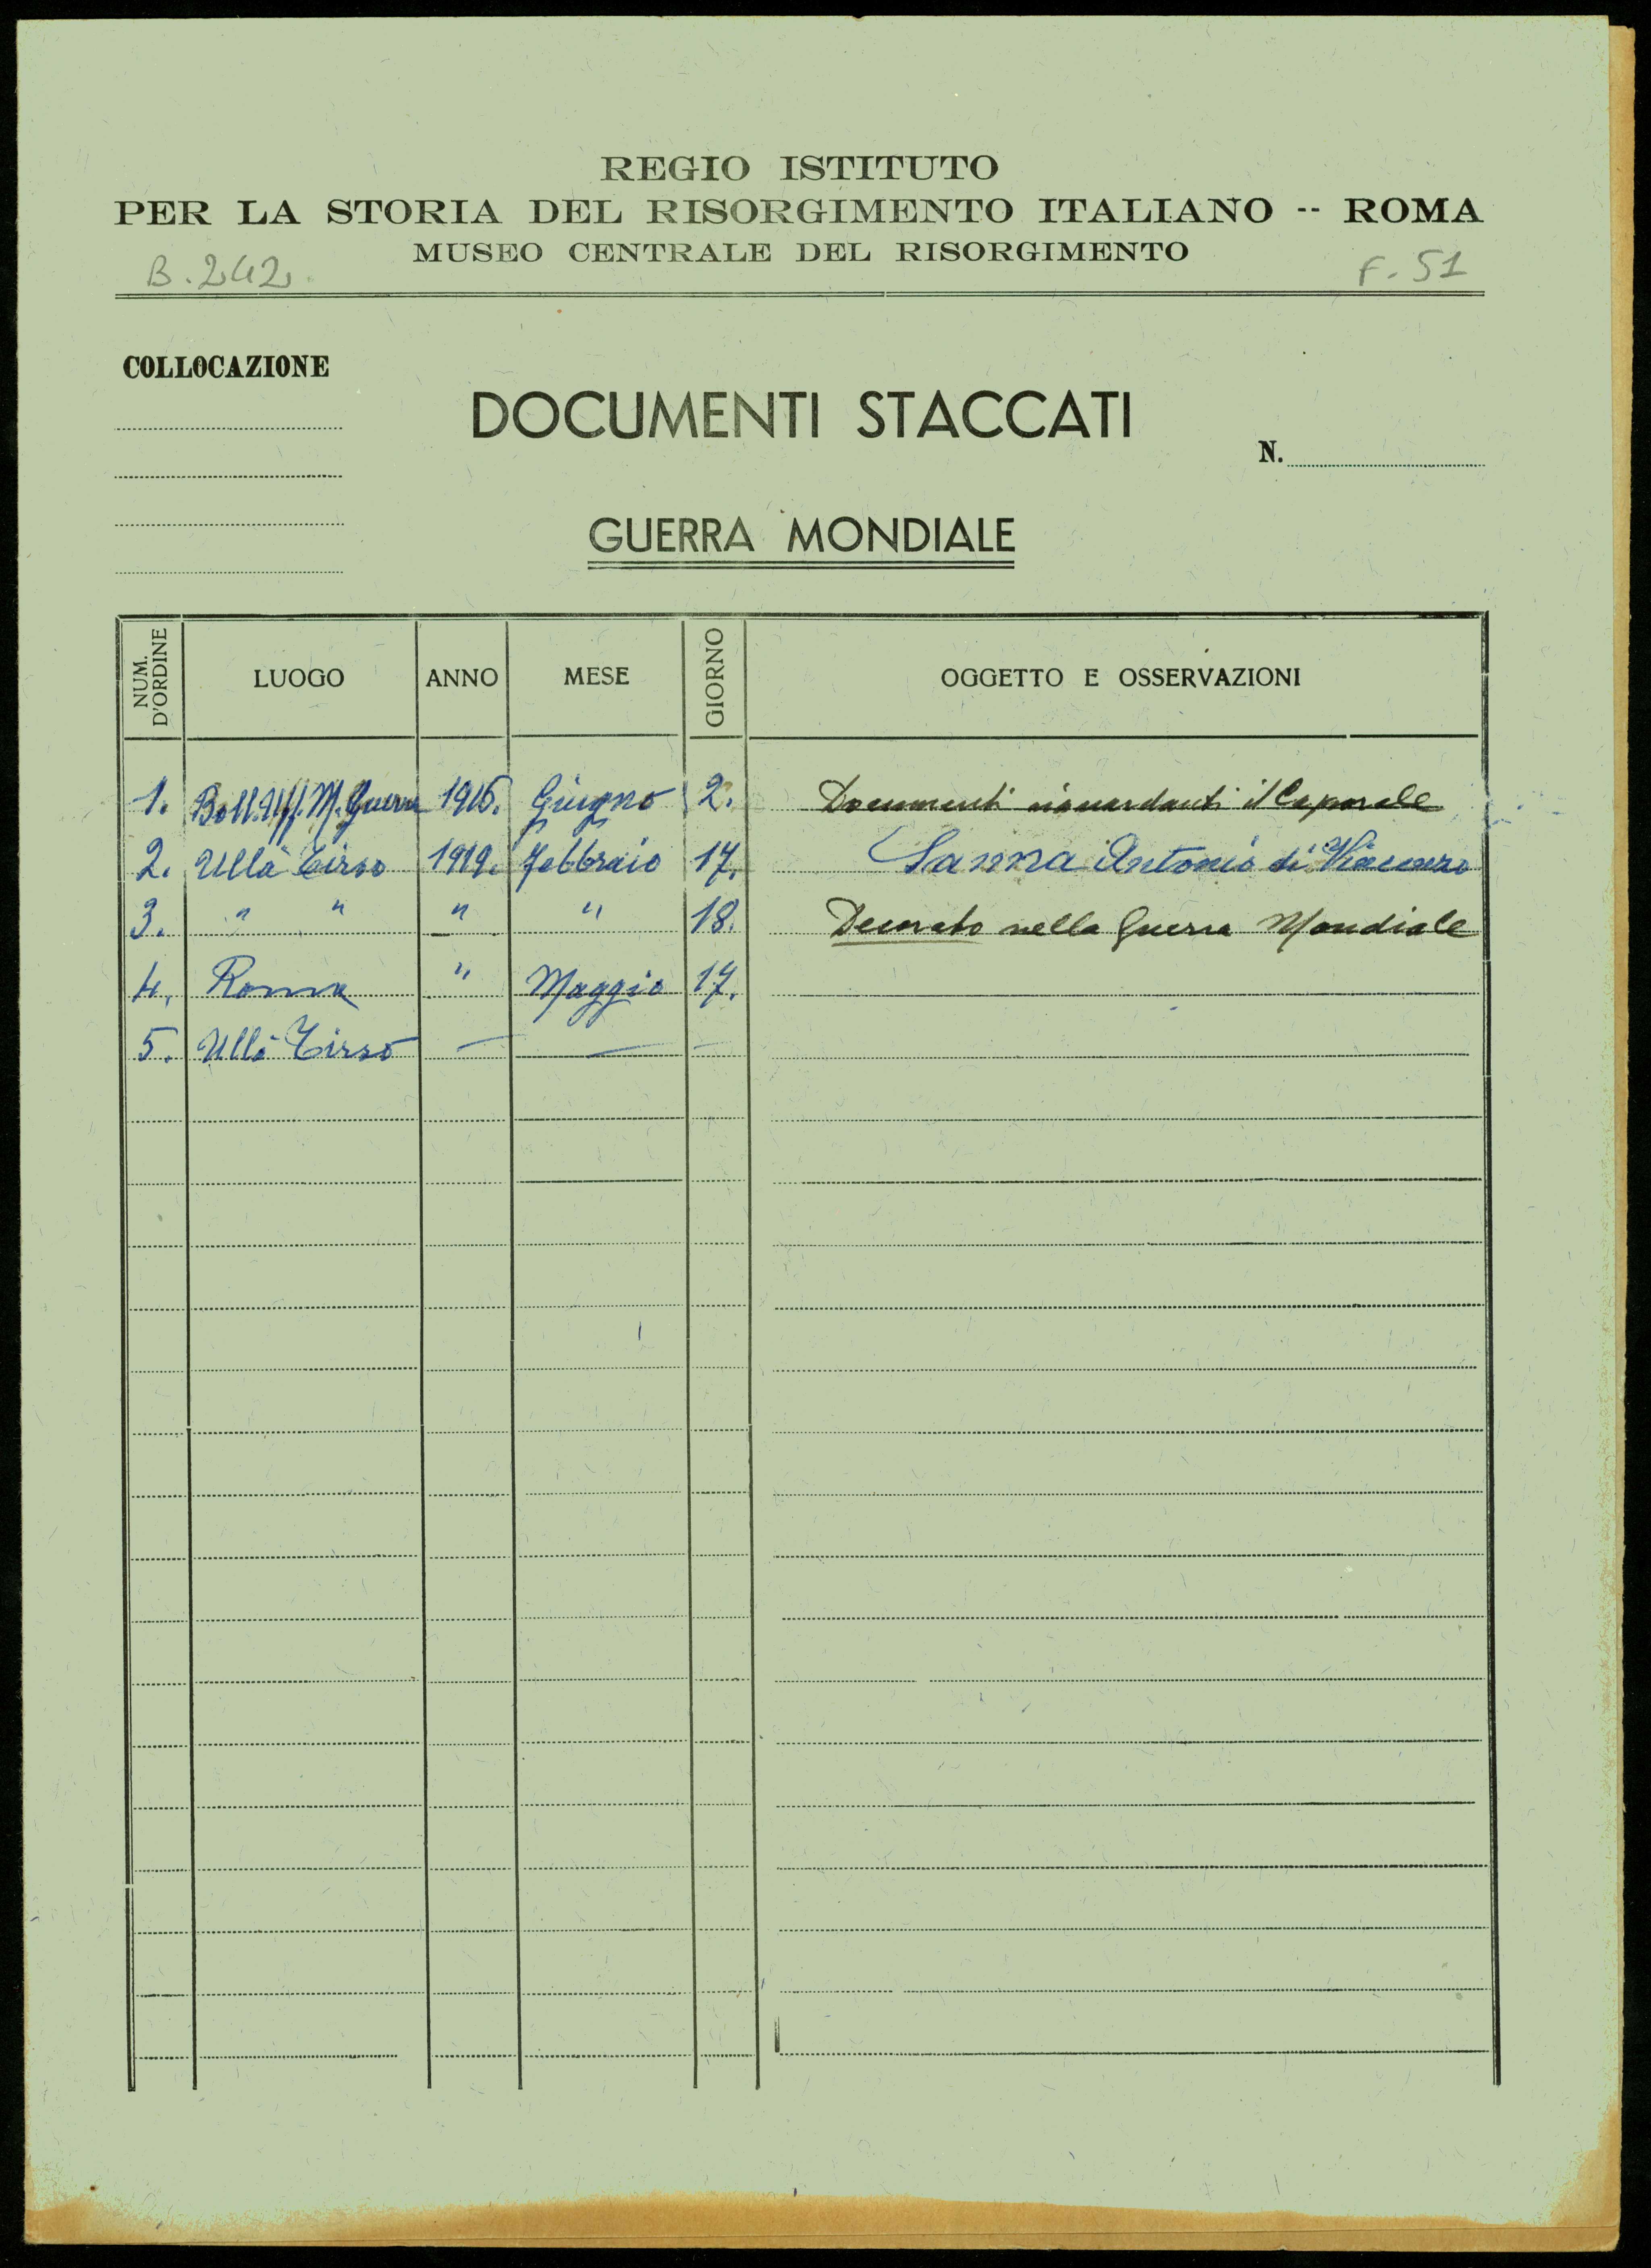 REGIO ISTITUTO
PER LA STORIA DEL RISORGIMENTO ITALIANO -- ROMA
MUSEO CENTRALE DEL RISORGIMENTO
B. 242. F. 51
COLLOCAZIONE
DOCUMENTI STACCATI
N.
GUERRA MONDIALE
NUM. D'ORDINE LUOGO ANNO MESE GIORNO OGGETTO E OSSERVAZIONI
1. Boll. Uff. M. Guerra 1916. Giugno 2. Documenti riguardanti il Caporale
2. Ullà Tirso 1919. Febbraio 17. Sanna Antonio di
3. " " " " 18. Decorato nella Guerra Mondiale
4. Roma " Maggio 17.
5. Ullà Tirso — — —